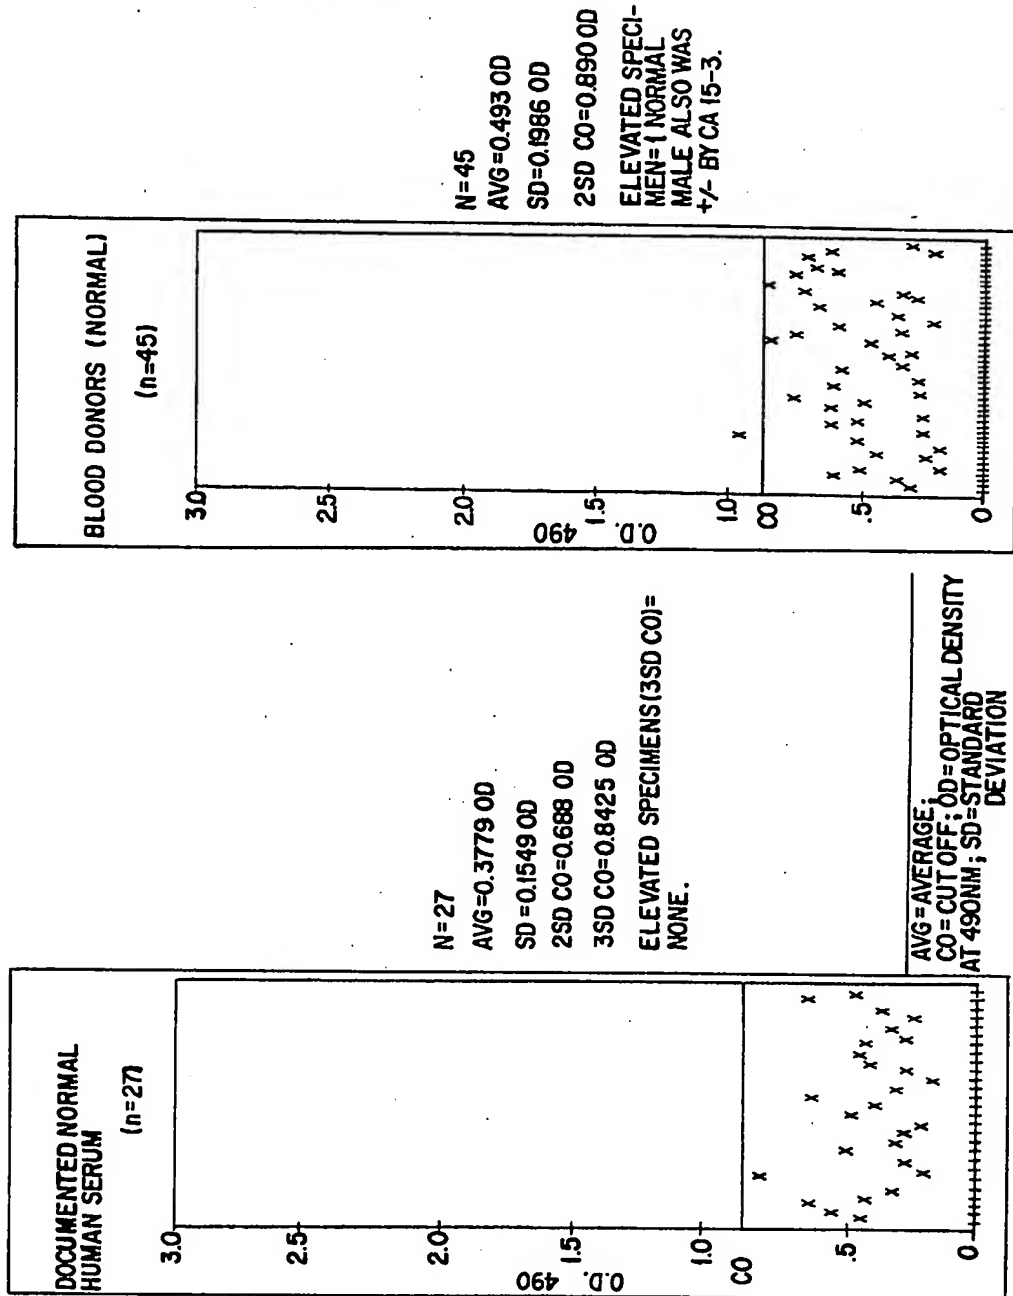 DOCUMENTED NORMAL
HUMAN SERUM
(n=27)
3.0
2.5
2.0
1.5
1.0
CO
.5
0
O.D. 490
N=27
AVG=0.3779 OD
SD=0.1549 OD
2SD CO=0.688 OD
3SD CO=0.8425 OD
ELEVATED SPECIMENS(3SD CO)=
NONE.
AVG=AVERAGE;
CO=CUTOFF; OD=OPTICAL DENSITY
AT 490NM; SD=STANDARD
DEVIATION
BLOOD DONORS (NORMAL)
(n=45)
3.0
2.5
2.0
1.5
1.0
CO
.5
0
O.D. 490
N=45
AVG=0.493 OD
SD=0.1986 OD
2SD CO=0.890 OD
ELEVATED SPECI-
MEN=1 NORMAL
MALE ALSO WAS
+/- BY CA 15-3.